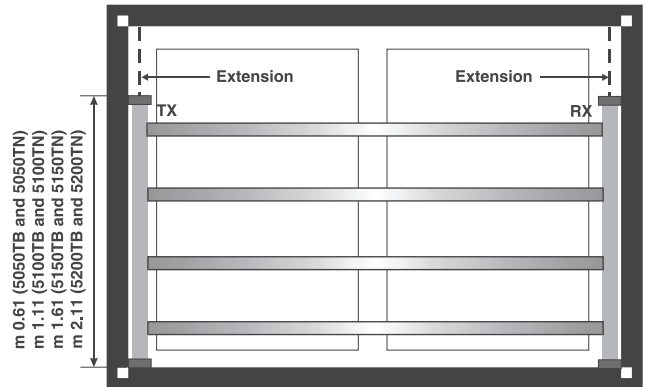 Extension
Extension
TX
RX
m 0.61 (5050TB and 5050TN)
m 1.11 (5100TB and 5100TN)
m 1.61 (5150TB and 5150TN)
m 2.11 (5200TB and 5200TN)